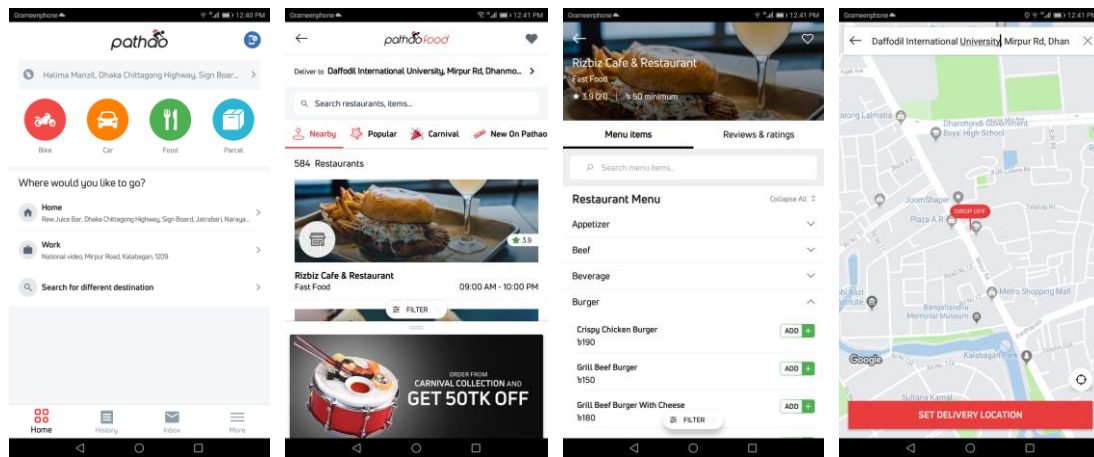 Grameenphone
12:40 PM
pathao
Halima Manzil, Dhaka Chittagong Highway, Sign Boar...
Bike
Car
Food
Parcel
Where would you like to go?
Home
Raw Juice Bar, Dhaka Chittagong Highway, Sign Board, Jatrabari, Naraya...
Work
National video, Mirpur Road, Kalabagan, 1209
Search for different destination
Home
History
Inbox
More
Grameenphone
12:41 PM
pathao food
Deliver to Daffodil International University, Mirpur Rd, Dhanmo...
Search restaurants, items...
Nearby
Popular
Carnival
New On Pathao
584 Restaurants
3.9
Rizbiz Cafe & Restaurant
Fast Food
09:00 AM - 10:00 PM
FILTER
ORDER FROM
CARNIVAL COLLECTION AND
GET 50TK OFF
Grameenphone
12:41 PM
Rizbiz Cafe & Restaurant
Fast Food
★ 3.9 (21) | ৳ 50 minimum
Menu items
Reviews & ratings
Search menu items..
Restaurant Menu
Collapse All
Appetizer
Beef
Beverage
Burger
Crispy Chicken Burger
৳190
ADD +
Grill Beef Burger
৳150
ADD +
Grill Beef Burger With Cheese
৳180
ADD +
FILTER
Grameenphone
12:41 PM
Daffodil International University, Mirpur Rd, Dhan
Asad Ave
Lalmatia
Dhanmondi Government
Boys' High School
JoomShaper
DROP OFF
Plaza A.R
Metro Shopping Mall
Bangabandhu
Memorial Museum
Mirpur Rd
Panthapath
Kalabagan Park
Google
Sultana Kamal
SET DELIVERY LOCATION